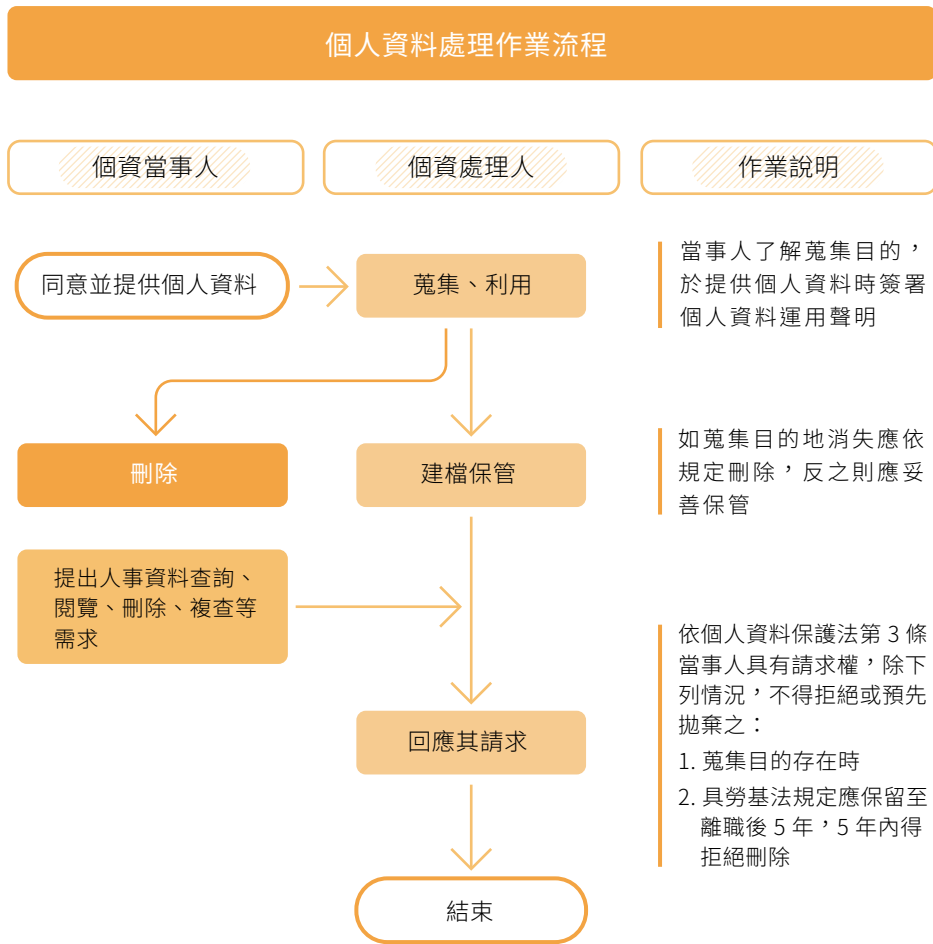 個人資料處理作業流程
個資當事人
個資處理人
作業說明
同意並提供個人資料
蒐集、利用
當事人了解蒐集目的，
於提供個人資料時簽署
個人資料運用聲明
刪除
建檔保管
如蒐集目的地消失應依
規定刪除，反之則應妥
善保管
提出人事資料查詢、
閱覽、刪除、複查等
需求
依個人資料保護法第 3 條
當事人具有請求權，除下
列情況，不得拒絕或預先
拋棄之：
1. 蒐集目的存在時
2. 具勞基法規定應保留至
離職後 5 年，5 年內得
拒絕刪除
回應其請求
結束